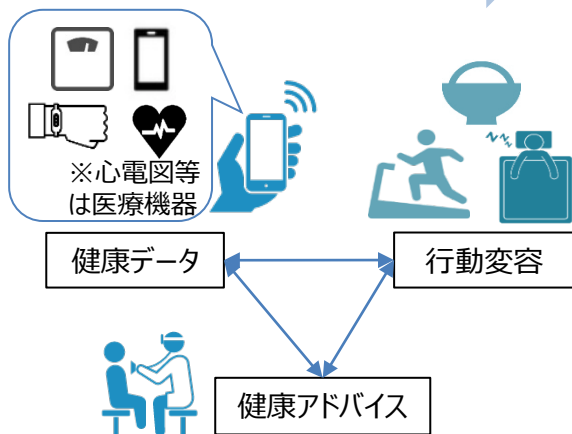 ※心電図等
は医療機器
健康データ
行動変容
健康アドバイス